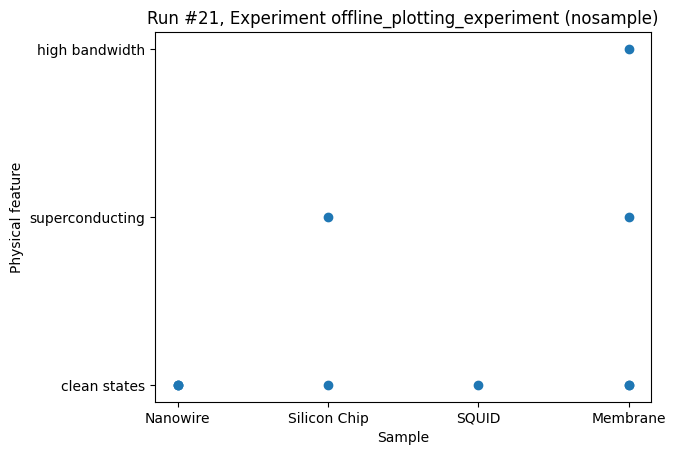 Run #21, Experiment offline_plotting_experiment (nosample)
high bandwidth
superconducting
clean states
Physical feature
Nanowire
Silicon Chip
SQUID
Membrane
Sample